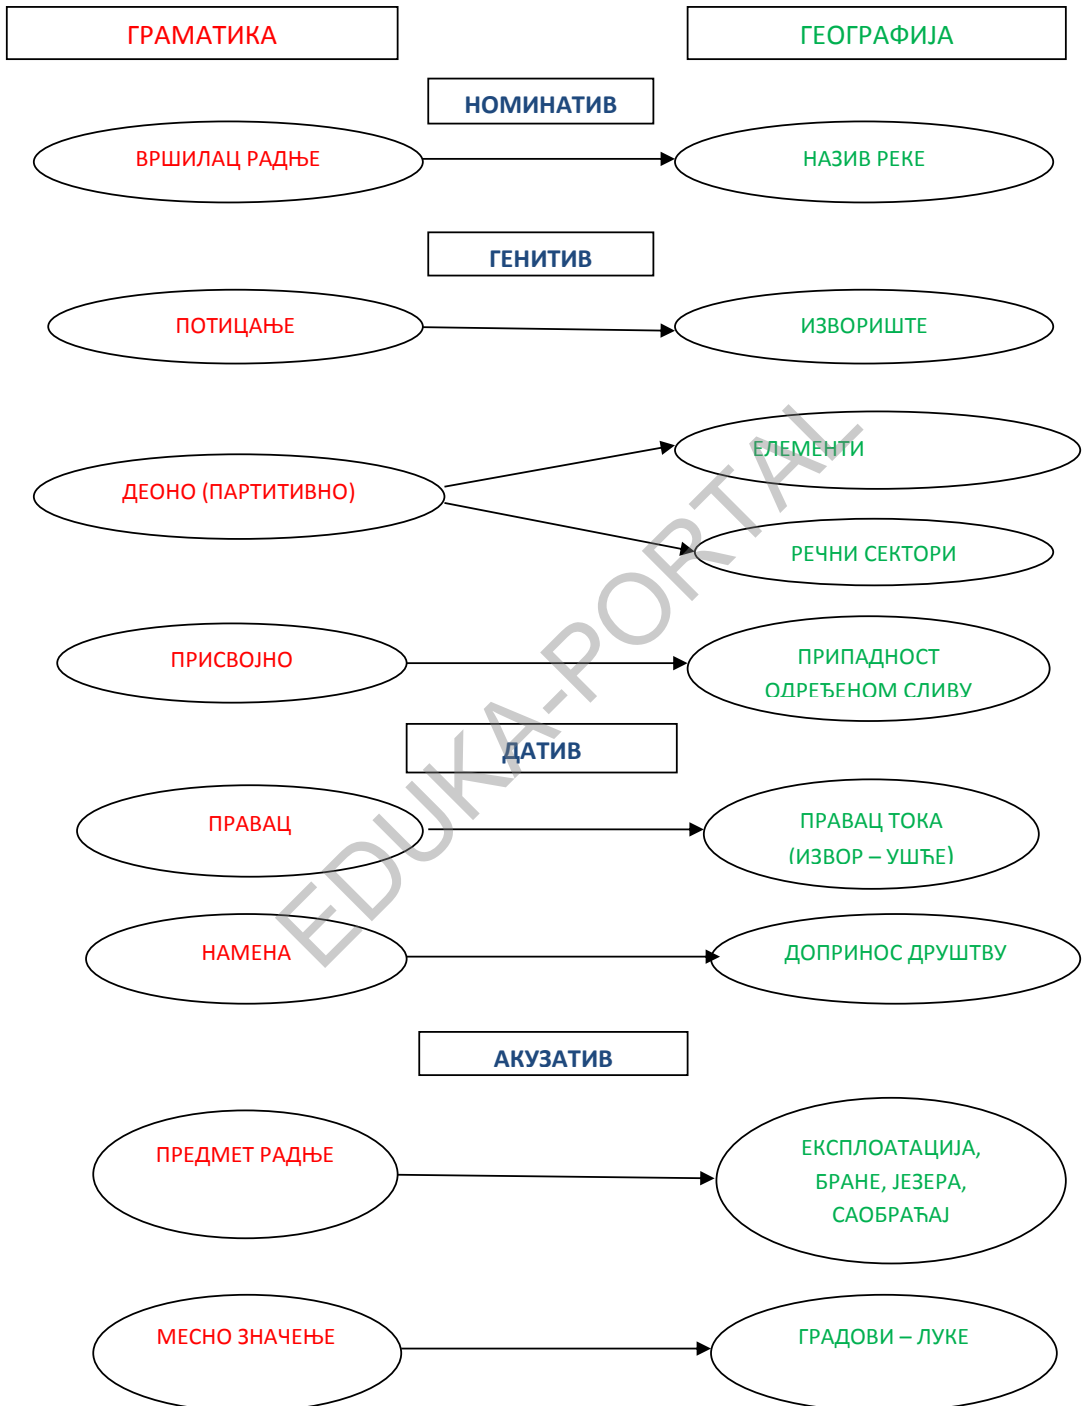 ГРАМАТИКА
ГЕОГРАФИЈА
НОМИНАТИВ
ВРШИЛАЦ РАДЊЕ
НАЗИВ РЕКЕ
ГЕНИТИВ
ПОТИЦАЊЕ
ИЗВОРИШТЕ
ДЕОНО (ПАРТИТИВНО)
ЕЛЕМЕНТИ
РЕЧНИ СЕКТОРИ
ПРИСВОЈНО
ПРИПАДНОСТ
ОДРЕЂЕНОМ СЛИВУ
ДАТИВ
ПРАВАЦ
ПРАВАЦ ТОКА
(ИЗВОР – УШЋЕ)
НАМЕНА
ДОПРИНОС ДРУШТВУ
АКУЗАТИВ
ПРЕДМЕТ РАДЊЕ
ЕКСПЛОАТАЦИЈА,
БРАНЕ, ЈЕЗЕРА,
САОБРАЋАЈ
МЕСНО ЗНАЧЕЊЕ
ГРАДОВИ – ЛУКЕ
EDUKA-PORTAL